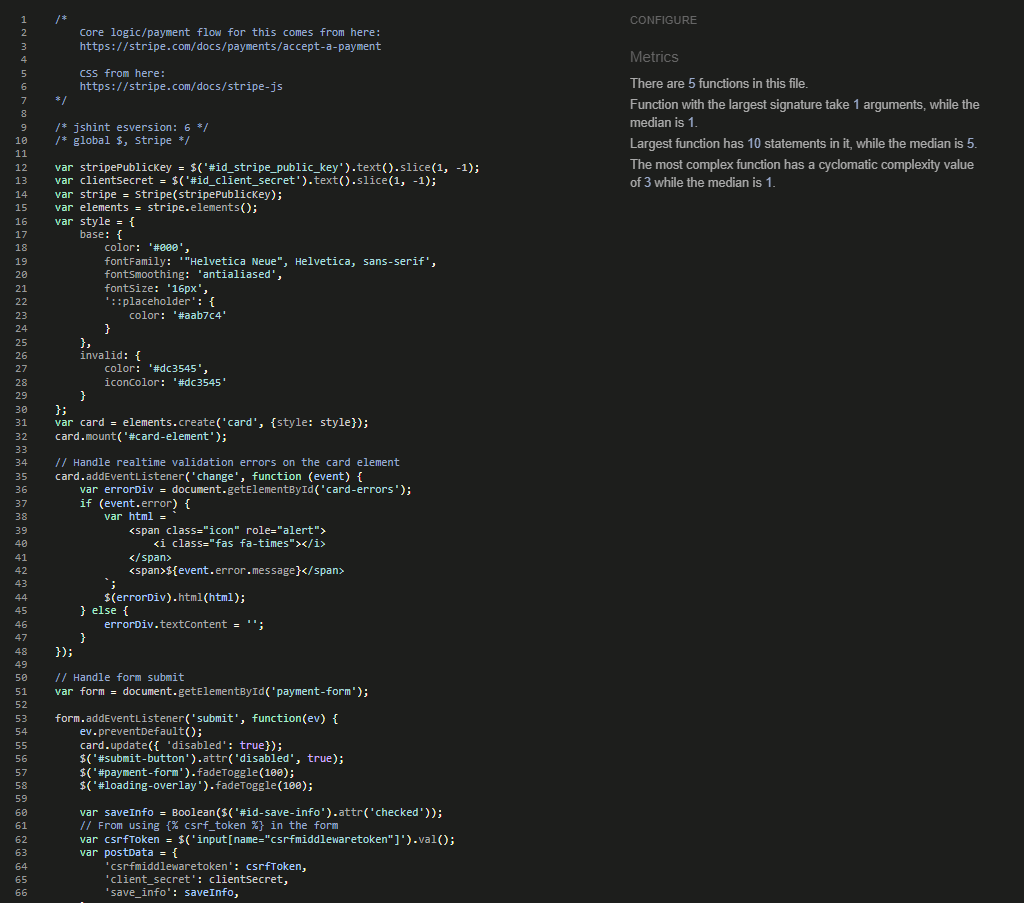 1 /*
2 Core logic/payment flow for this comes from here:
3 https://stripe.com/docs/payments/accept-a-payment
4
5 CSS from here:
6 https://stripe.com/docs/stripe-js
7 */
8
9 /* jshint esversion: 6 */
10 /* global $, Stripe */
11
12 var stripePublicKey = $('#id_stripe_public_key').text().slice(1, -1);
13 var clientSecret = $('#id_client_secret').text().slice(1, -1);
14 var stripe = Stripe(stripePublicKey);
15 var elements = stripe.elements();
16 var style = {
17 base: {
18 color: '#000',
19 fontFamily: '"Helvetica Neue", Helvetica, sans-serif',
20 fontSmoothing: 'antialiased',
21 fontSize: '16px',
22 '::placeholder': {
23 color: '#aab7c4'
24 }
25 },
26 invalid: {
27 color: '#dc3545',
28 iconColor: '#dc3545'
29 }
30 };
31 var card = elements.create('card', {style: style});
32 card.mount('#card-element');
33
34 // Handle realtime validation errors on the card element
35 card.addEventListener('change', function (event) {
36 var errorDiv = document.getElementById('card-errors');
37 if (event.error) {
38 var html = `
39 <span class="icon" role="alert">
40 <i class="fas fa-times"></i>
41 </span>
42 <span>${event.error.message}</span>
43 `;
44 $(errorDiv).html(html);
45 } else {
46 errorDiv.textContent = '';
47 }
48 });
49
50 // Handle form submit
51 var form = document.getElementById('payment-form');
52
53 form.addEventListener('submit', function(ev) {
54 ev.preventDefault();
55 card.update({ 'disabled': true});
56 $('#submit-button').attr('disabled', true);
57 $('#payment-form').fadeToggle(100);
58 $('#loading-overlay').fadeToggle(100);
59
60 var saveInfo = Boolean($('#id-save-info').attr('checked'));
61 // From using {% csrf_token %} in the form
62 var csrfToken = $('input[name="csrfmiddlewaretoken"]').val();
63 var postData = {
64 'csrfmiddlewaretoken': csrfToken,
65 'client_secret': clientSecret,
66 'save_info': saveInfo,
CONFIGURE
Metrics
There are 5 functions in this file.
Function with the largest signature take 1 arguments, while the
median is 1.
Largest function has 10 statements in it, while the median is 5.
The most complex function has a cyclomatic complexity value
of 3 while the median is 1.